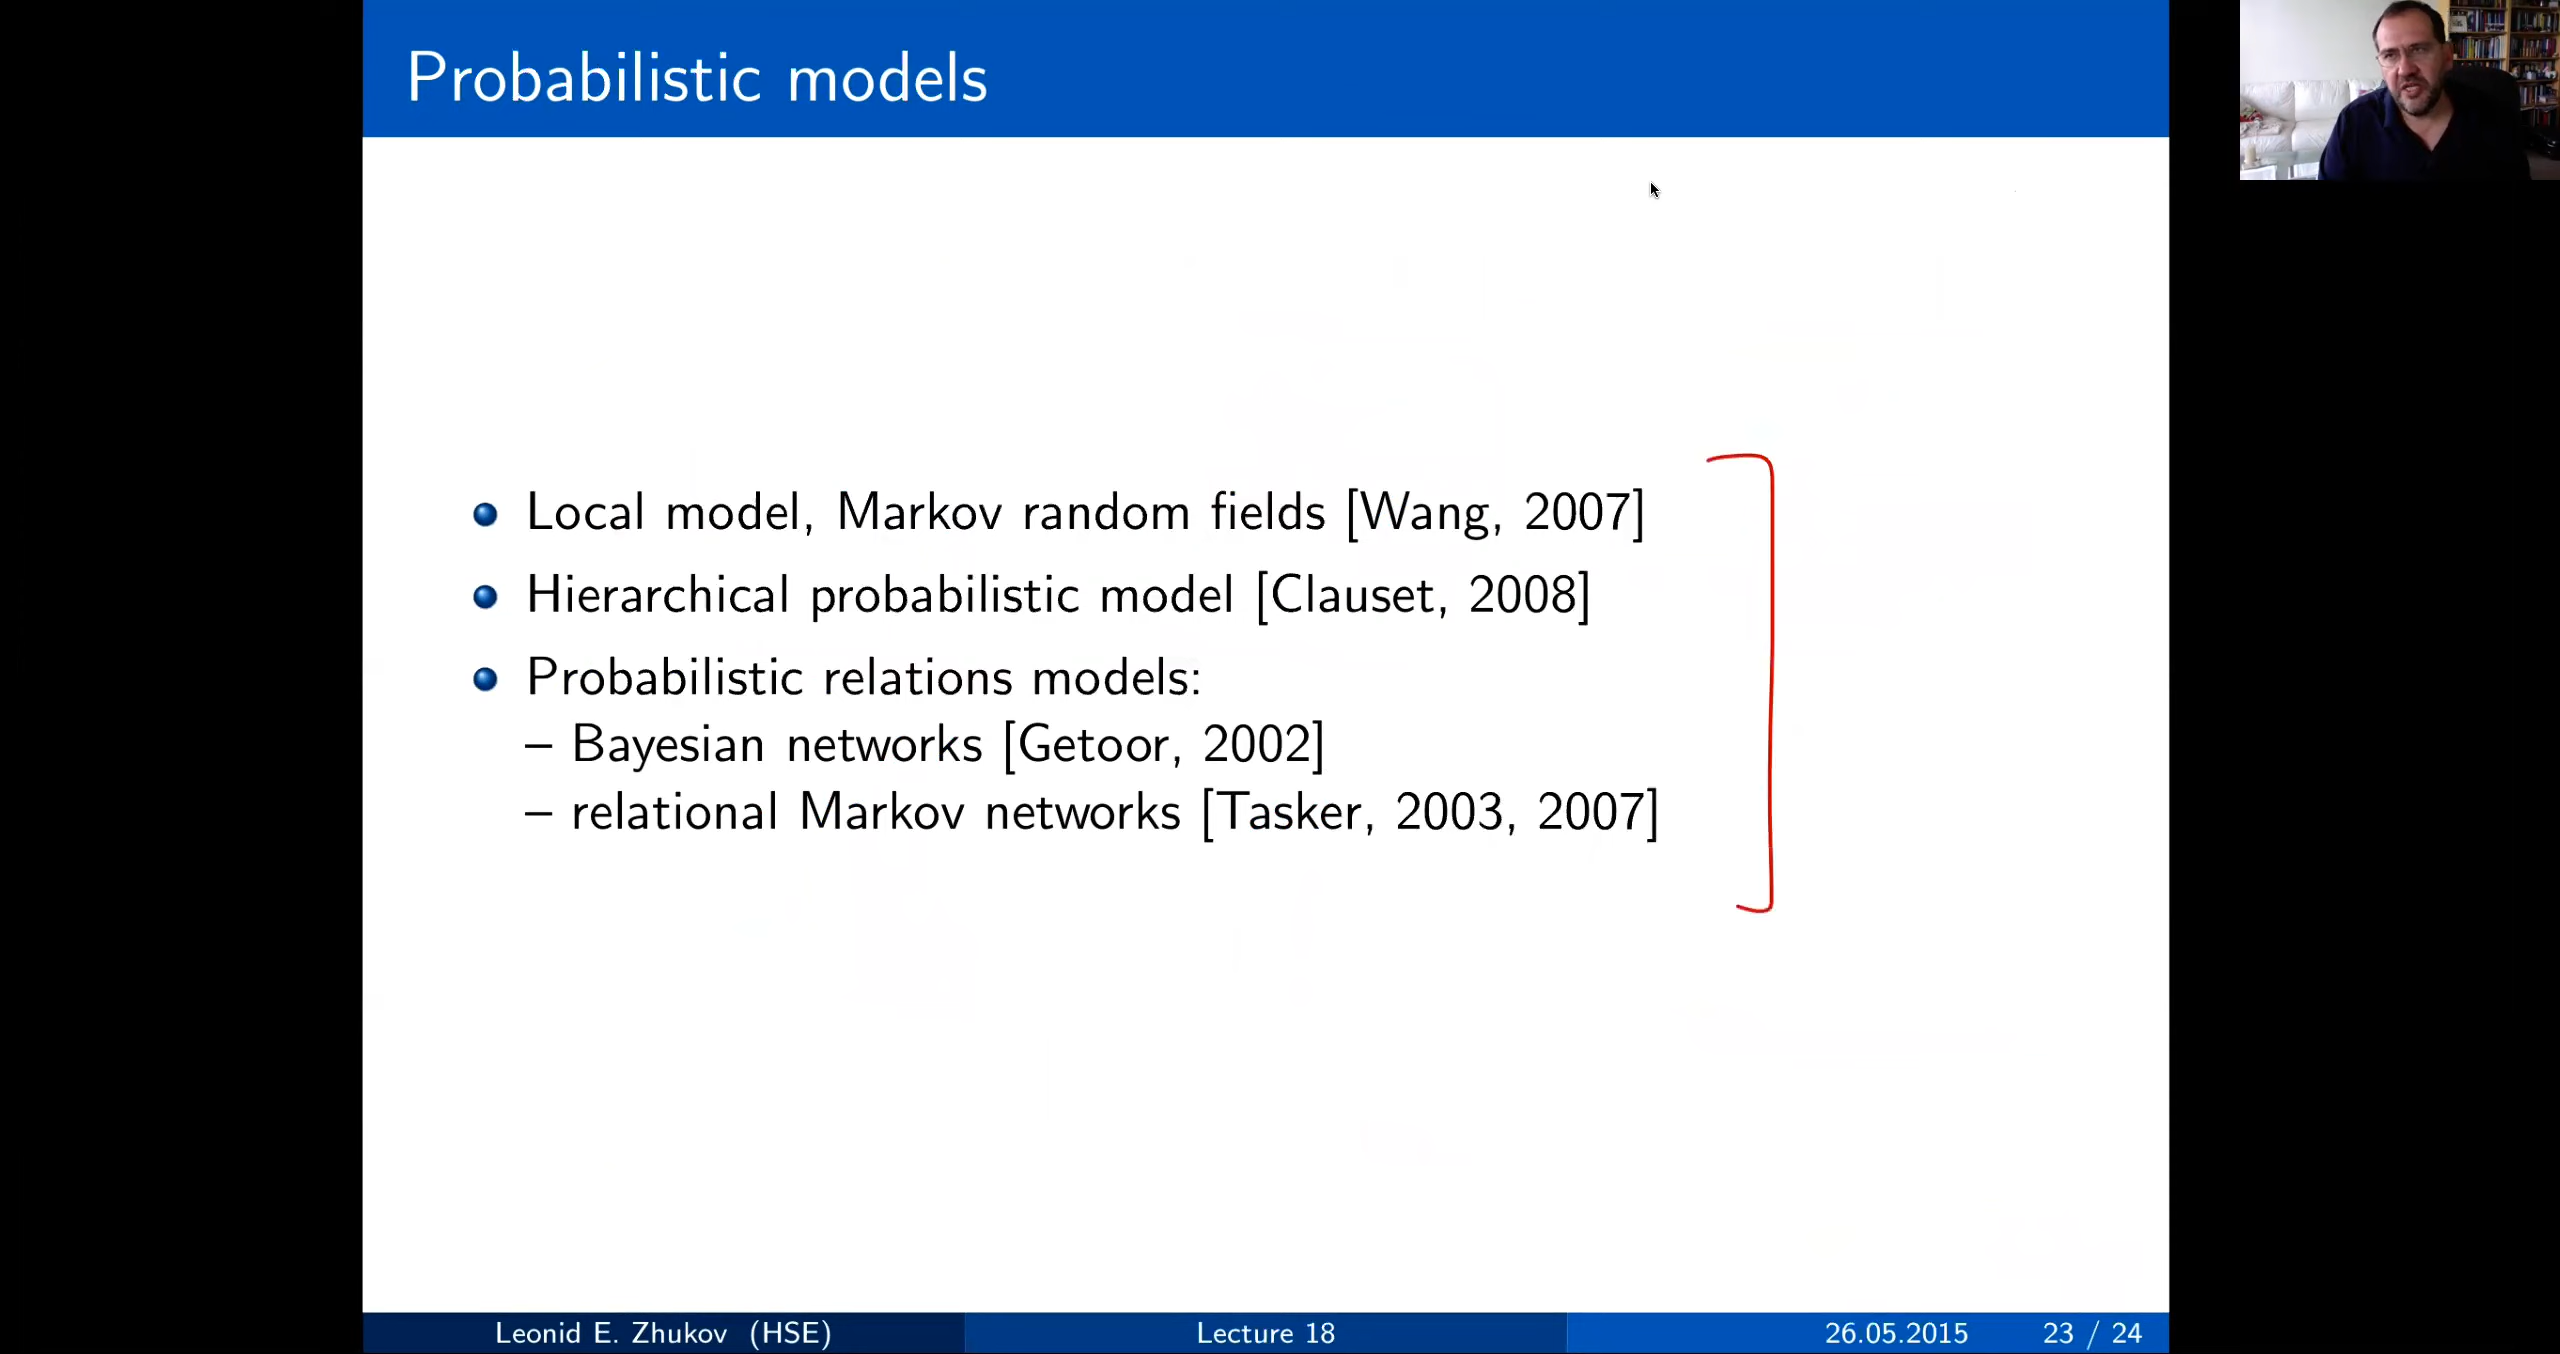 Probabilistic models
Local model, Markov random fields [Wang, 2007]
Hierarchical probabilistic model [Clauset, 2008]
Probabilistic relations models:
– Bayesian networks [Getoor, 2002]
– relational Markov networks [Tasker, 2003, 2007]
Leonid E. Zhukov (HSE) Lecture 18 26.05.2015 23 / 24